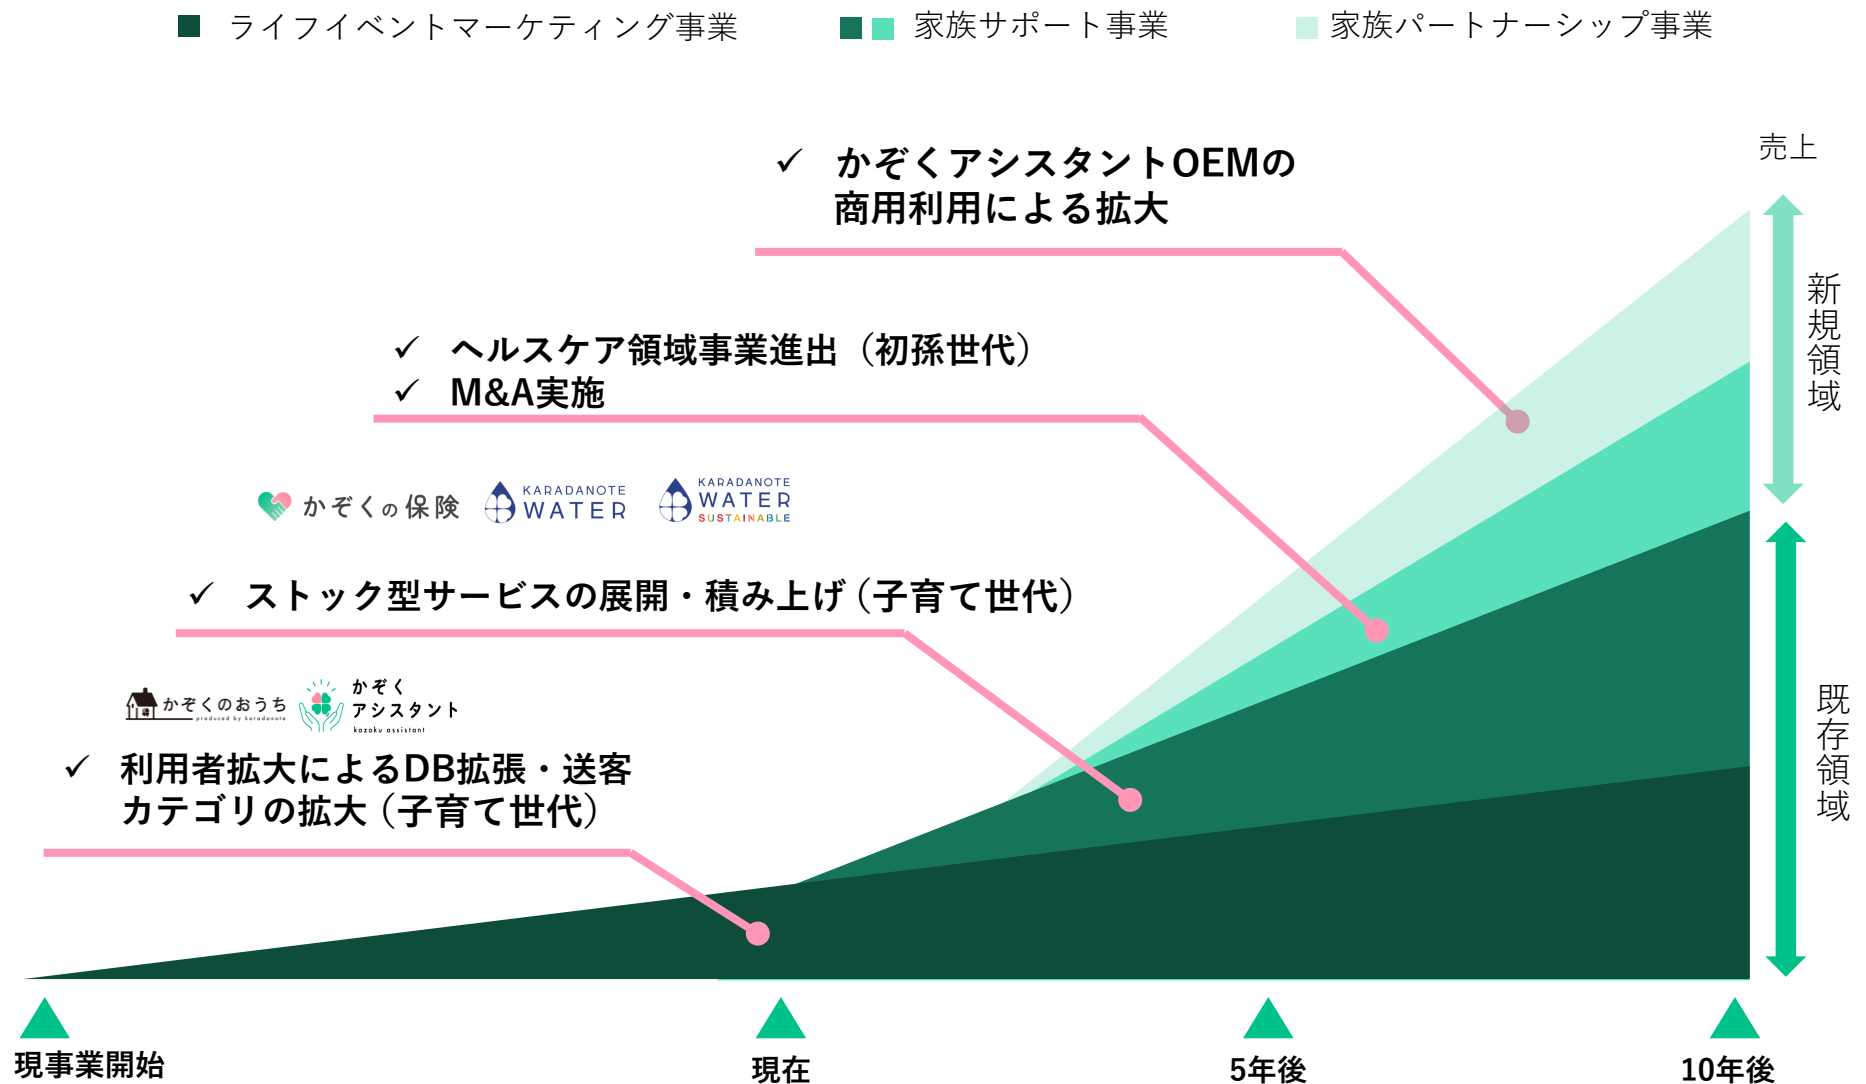 ライフイベントマーケティング事業
家族サポート事業
家族パートナーシップ事業
売上
✓ かぞくアシスタントOEMの
商用利用による拡大
新規領域
✓ ヘルスケア領域事業進出（初孫世代）
✓ M&A実施
かぞくの保険
KARADANOTE
WATER
KARADANOTE
WATER
SUSTAINABLE
✓ ストック型サービスの展開・積み上げ（子育て世代）
かぞくのおうち
produced by karadanote
かぞく
アシスタント
kazoku assistant
既存領域
✓ 利用者拡大によるDB拡張・送客
カテゴリの拡大（子育て世代）
現事業開始
現在
5年後
10年後